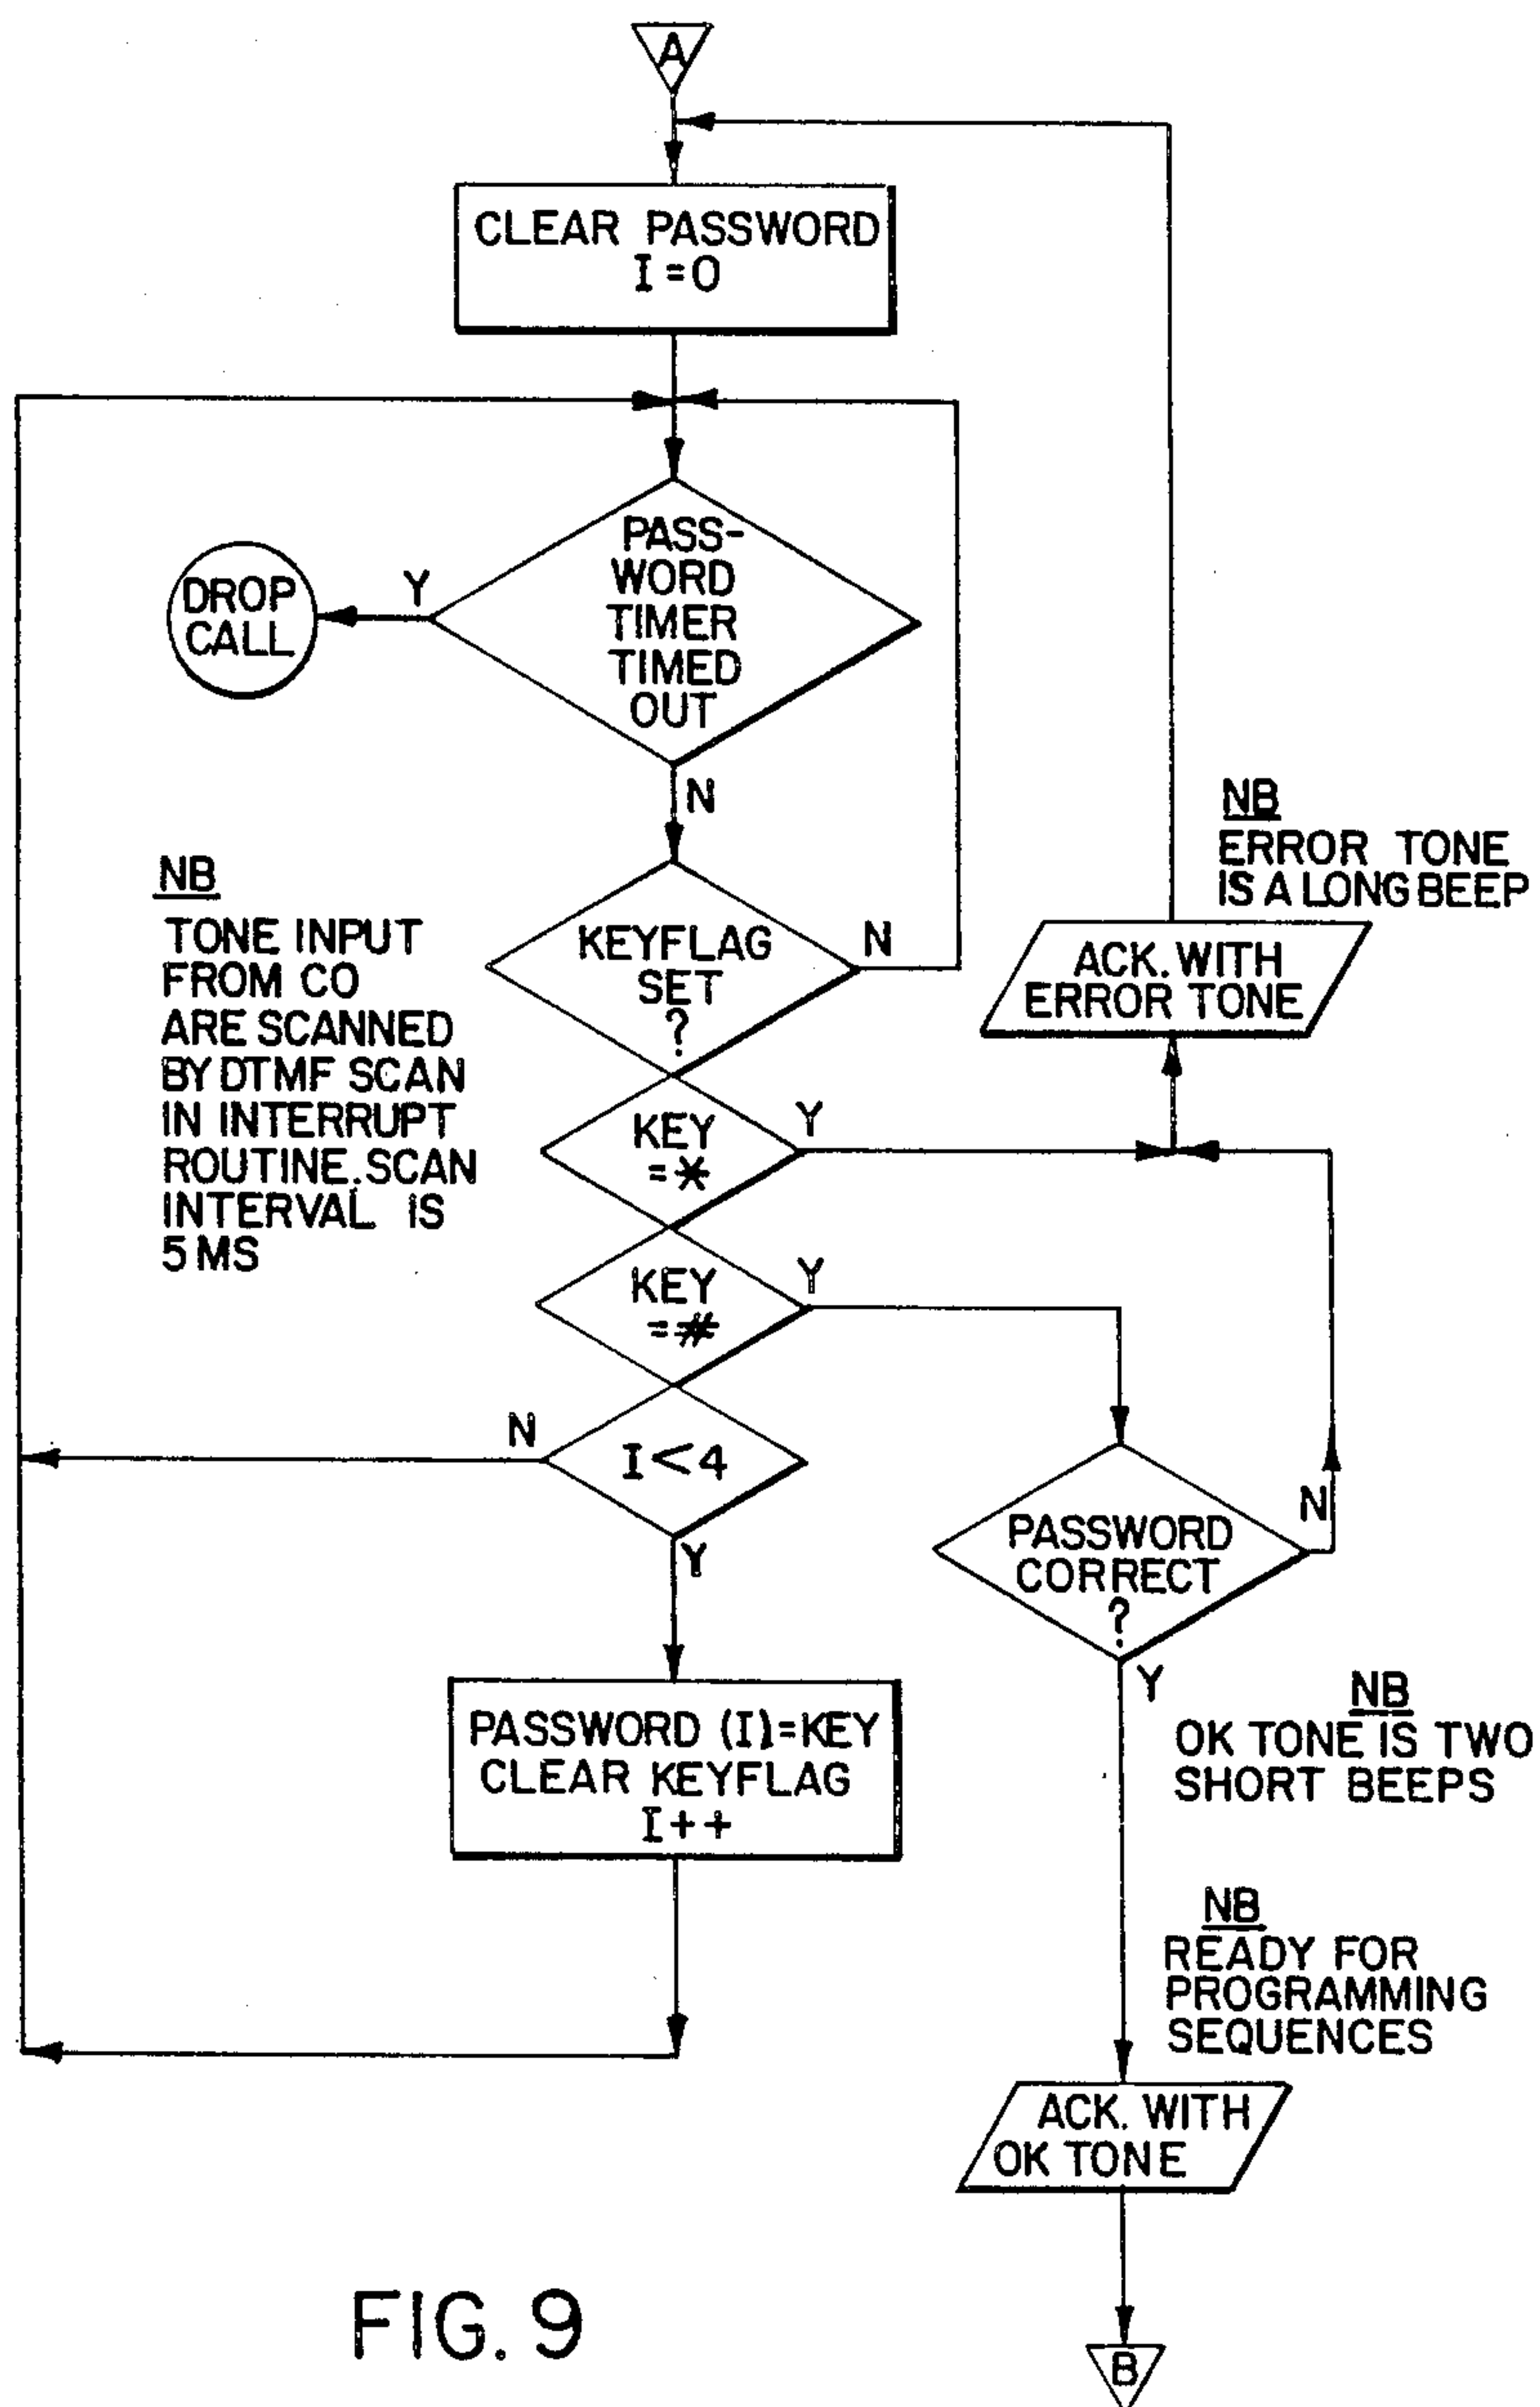 A
CLEAR PASSWORD
I=0
PASS-
WORD
TIMER
TIMED
OUT
Y
DROP
CALL
N
NB
TONE INPUT
FROM CO
ARE SCANNED
BY DTMF SCAN
IN INTERRUPT
ROUTINE. SCAN
INTERVAL IS
5 MS
KEYFLAG
SET
?
N
NB
ERROR TONE
IS A LONG BEEP
ACK. WITH
ERROR TONE
KEY
=*
Y
KEY
=#
Y
I<4
N
Y
PASSWORD
CORRECT
?
N
Y
PASSWORD (I)=KEY
CLEAR KEYFLAG
I++
NB
OK TONE IS TWO
SHORT BEEPS
NB
READY FOR
PROGRAMMING
SEQUENCES
ACK. WITH
OK TONE
B
FIG. 9